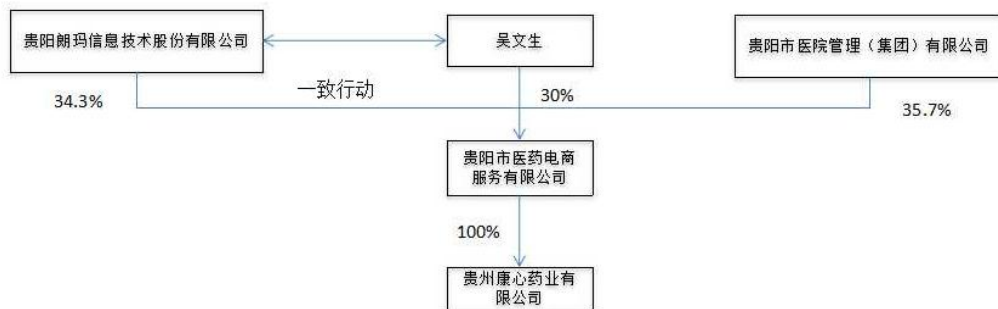 贵阳朗玛信息技术股份有限公司
吴文生
贵阳市医院管理（集团）有限公司
34.3%
一致行动
30%
35.7%
贵阳市医药电商
服务有限公司
100%
贵州康心药业有
限公司